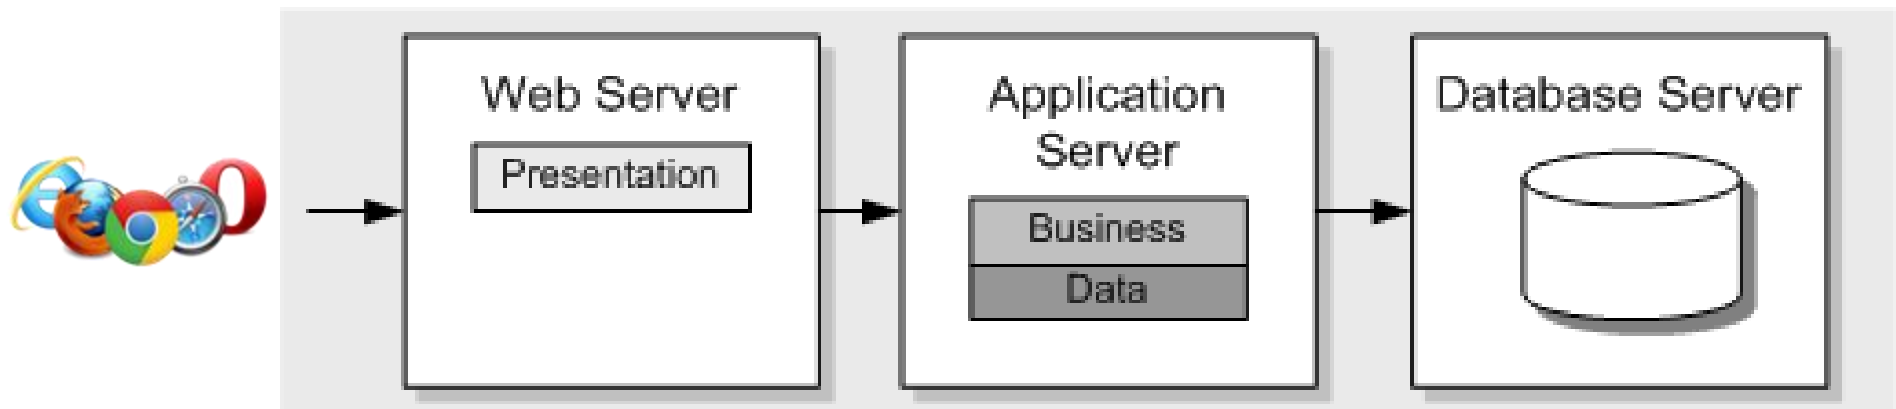 Web Server
Presentation
Application
Server
Business
Data
Database Server